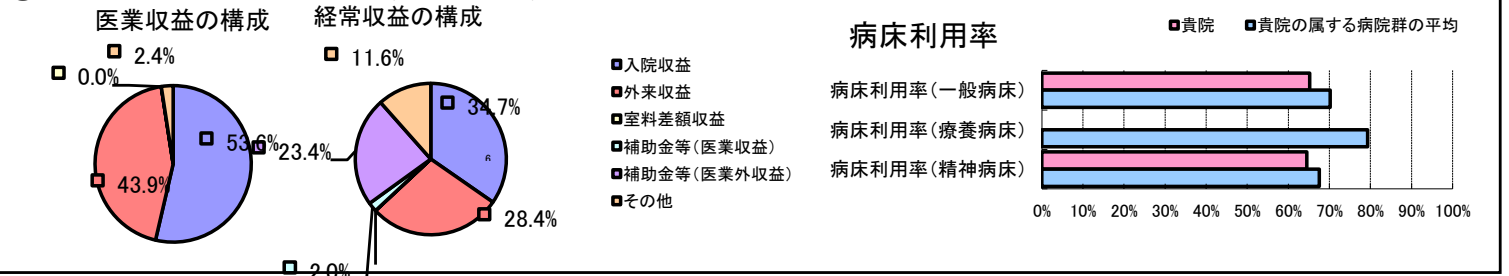 医業収益の構成
2.4%
0.0%
53.6%
43.9%
経常収益の構成
11.6%
34.7%
23.4%
28.4%
2.0%
入院収益
外来収益
室料差額収益
補助金等(医業収益)
補助金等(医業外収益)
その他
病床利用率
貴院
貴院の属する病院群の平均
病床利用率(一般病床)
病床利用率(療養病床)
病床利用率(精神病床)
0% 10% 20% 30% 40% 50% 60% 70% 80% 90% 100%